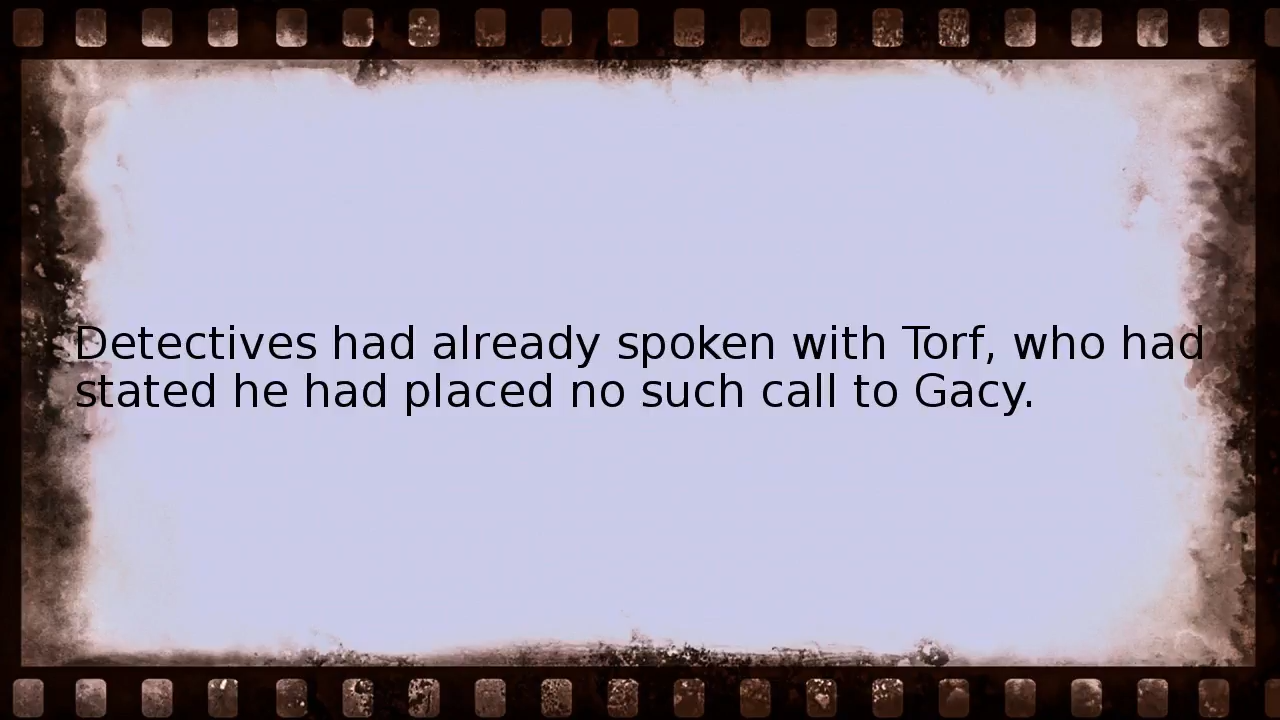 Detectives had already spoken with Torf, who had
stated he had placed no such call to Gacy.